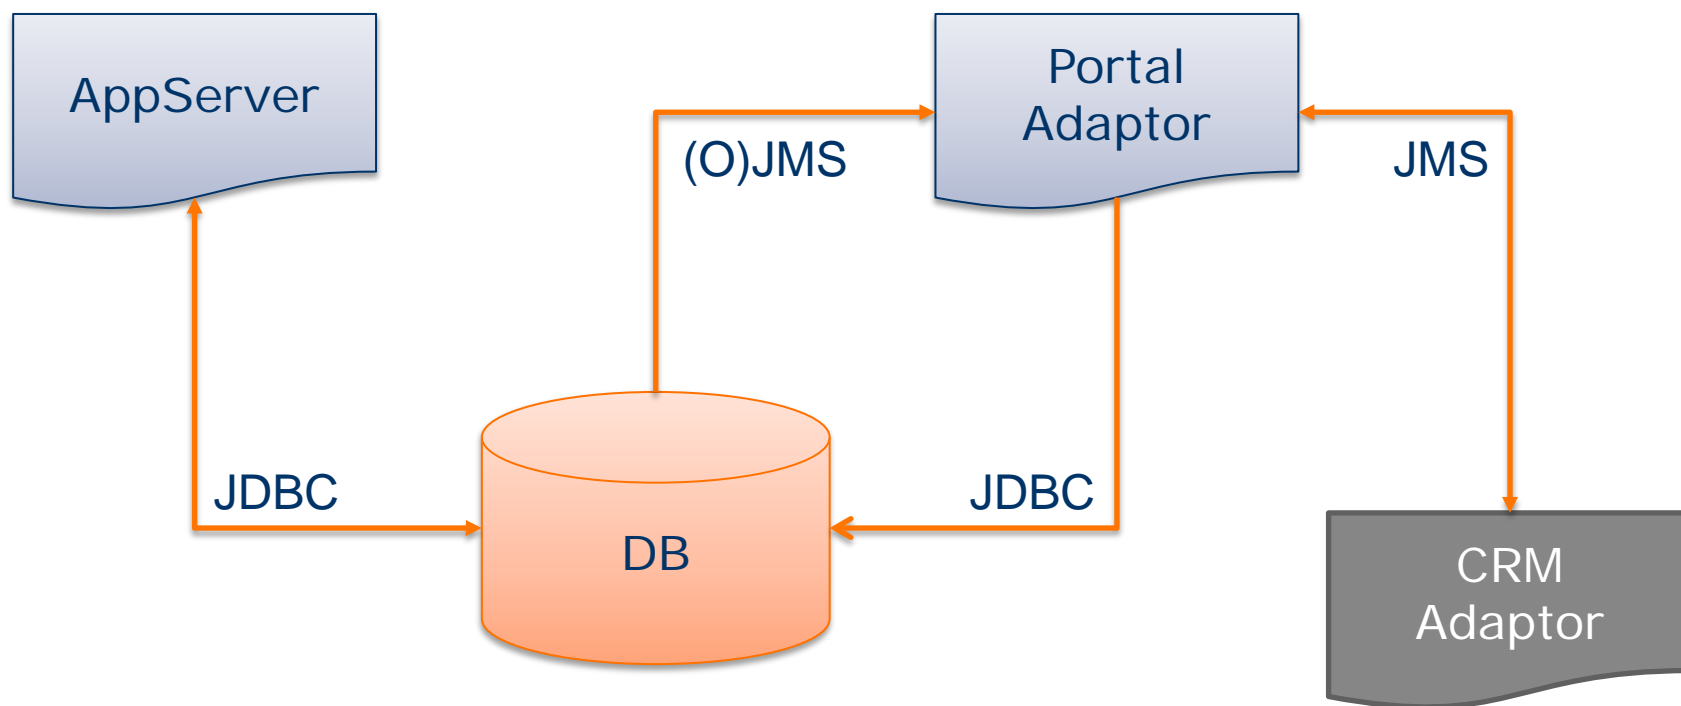 AppServer
Portal
Adaptor
(O)JMS
JMS
JDBC
JDBC
DB
CRM
Adaptor